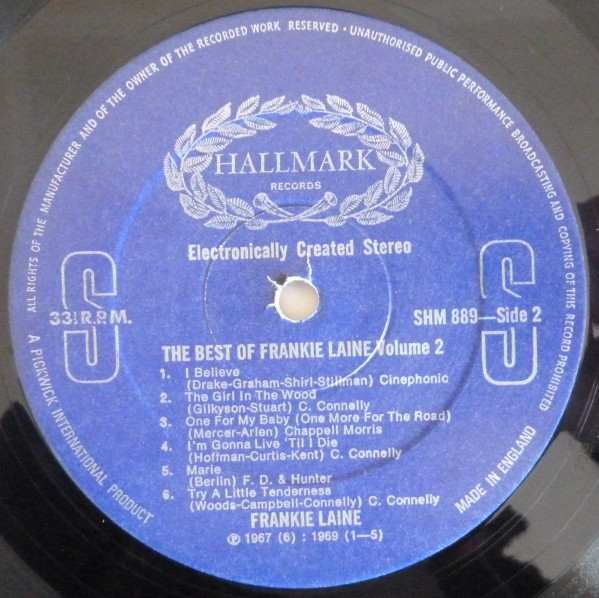 ALL RIGHTS OF THE MANUFACTURER AND OF THE OWNER OF THE RECORDED WORK RESERVED · UNAUTHORISED PUBLIC PERFORMANCE BROADCASTING AND COPYING OF THIS RECORD PROHIBITED
HALLMARK
RECORDS
Electronically Created Stereo
S
S
33⅓ R.P.M.
SHM 889—Side 2
THE BEST OF FRANKIE LAINE Volume 2
1. I Believe
(Drake-Graham-Shirl-Stillman) Cinephonic
2. The Girl In The Wood
(Gilkyson-Stuart) C. Connelly
3. One For My Baby (One More For The Road)
(Mercer-Arlen) Chappell Morris
4. I'm Gonna Live 'Til I Die
(Hoffman-Curtis-Kent) C. Connelly
5. Marie
(Berlin) F. D. & Hunter
6. Try A Little Tenderness
(Woods-Campbell-Connelly) C. Connelly
FRANKIE LAINE
℗ 1967 (6) : 1969 (1—5)
A PICKWICK INTERNATIONAL PRODUCT
MADE IN ENGLAND